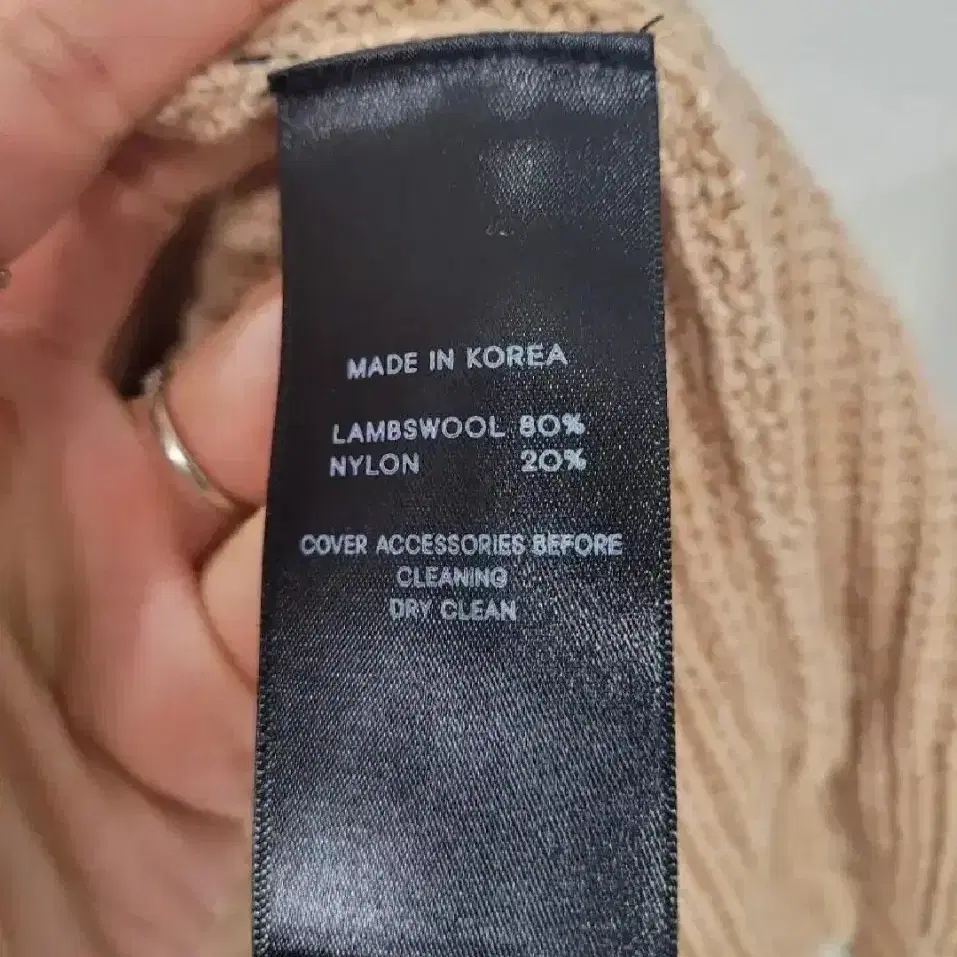 MADE IN KOREA
LAMBSWOOL 80%
NYLON 20%
COVER ACCESSORIES BEFORE
CLEANING
DRY CLEAN